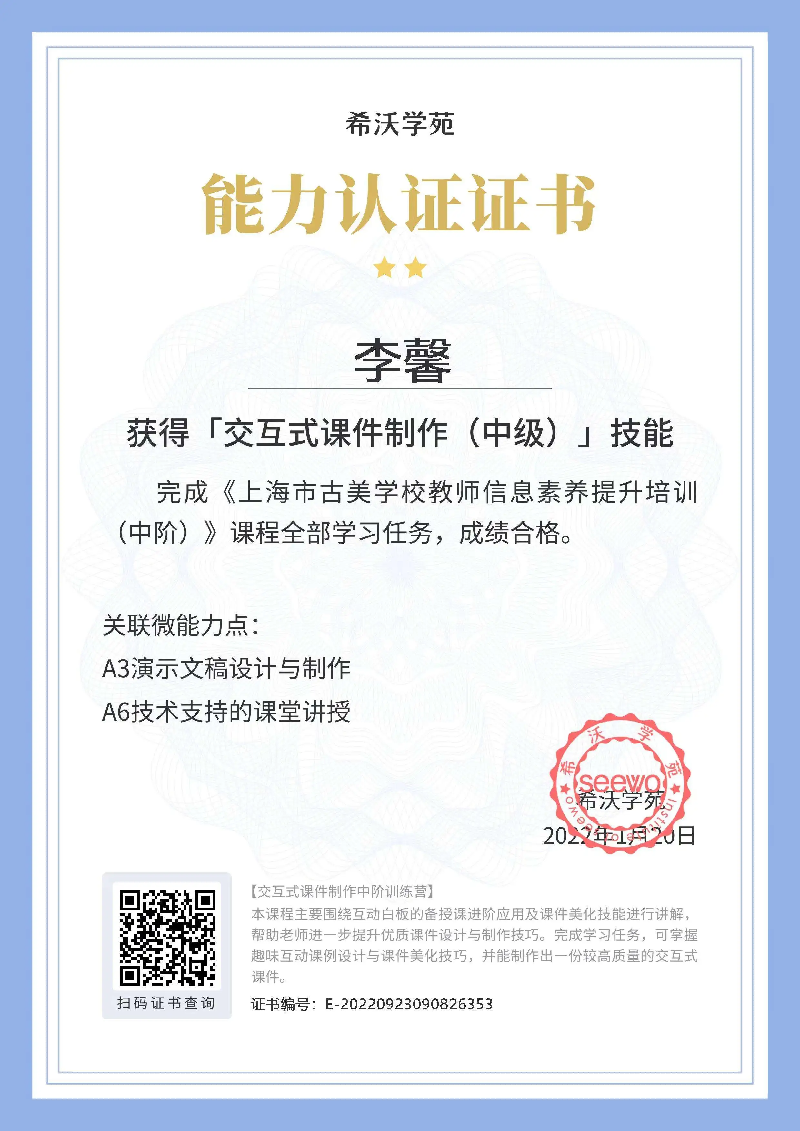 希沃学苑
能力认证证书
李馨
获得「交互式课件制作（中级）」技能
完成《上海市古美学校教师信息素养提升培训
（中阶）》课程全部学习任务，成绩合格。
关联微能力点：
A3演示文稿设计与制作
A6技术支持的课堂讲授
希沃学苑
seewo
institute of seewo
希沃学苑
2022年1月20日
【交互式课件制作中阶训练营】
本课程主要围绕互动白板的备授课进阶应用及课件美化技能进行讲解，
帮助老师进一步提升优质课件设计与制作技巧。完成学习任务，可掌握
趣味互动课例设计与课件美化技巧，并能制作出一份较高质量的交互式
课件。
扫码证书查询
证书编号：E-20220923090826353